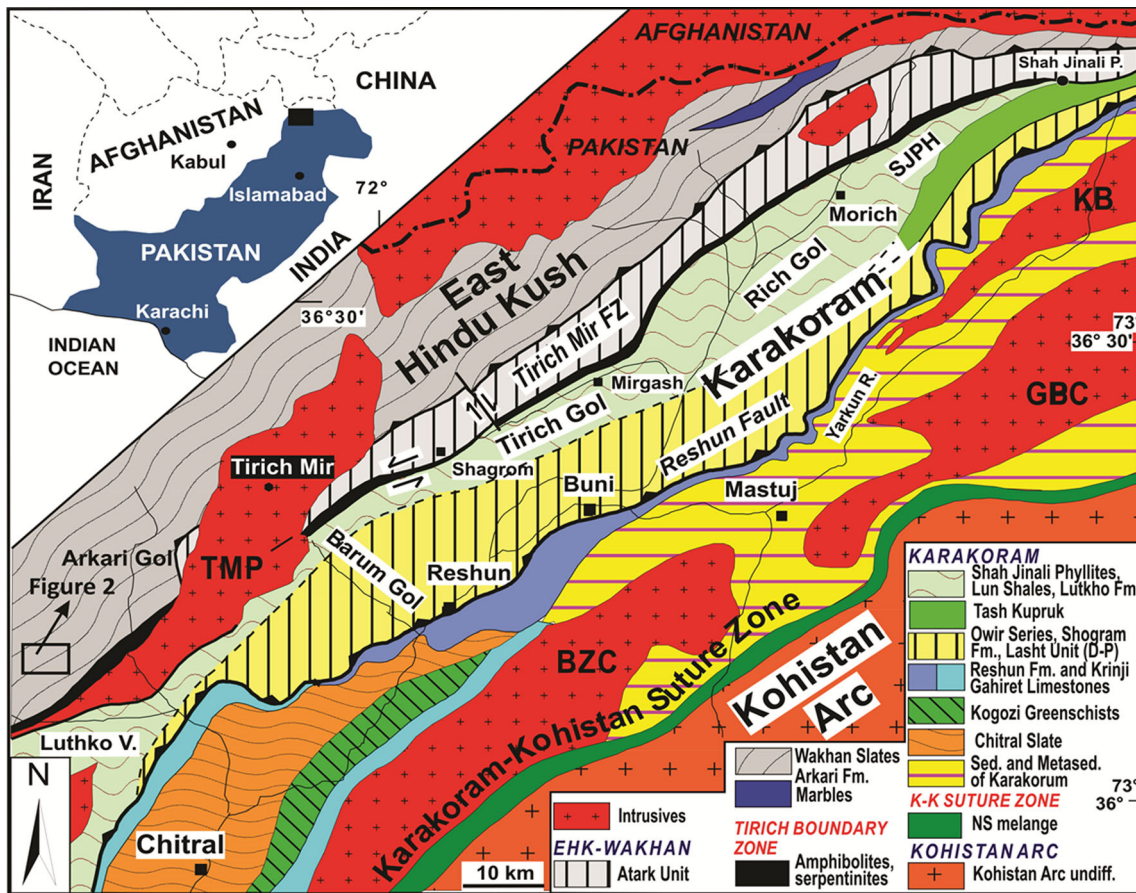 AFGHANISTAN
CHINA
Shah Jinali P.
AFGHANISTAN
Kabul
PAKISTAN
SJPH
IRAN
Islamabad
72°
KB
Morich
PAKISTAN
INDIA
East
Hindu Kush
Rich Gol
Karachi
36°30'
Tirich Mir FZ
Karakoram
73°
36° 30'
INDIAN
OCEAN
Mirgash
GBC
Tirich Gol
Yarkun R.
Reshun Fault
Shagrom
Tirich Mir
Buni
Mastuj
Arkari Gol
TMP
Barum Gol
Reshun
Figure 2
BZC
Karakoram-Kohistan Suture Zone
Kohistan
Arc
Luthko V.
N
Chitral
10 km
Intrusives
EHK-WAKHAN
Atark Unit
Wakhan Slates
Arkari Fm.
Marbles
TIRICH BOUNDARY
ZONE
Amphibolites,
serpentinites
KARAKORAM
Shah Jinali Phyllites,
Lun Shales, Lutkho Fm
Tash Kupruk
Owir Series, Shogram
Fm., Lasht Unit (D-P)
Reshun Fm. and Krinji
Gahiret Limestones
Kogozi Greenschists
Chitral Slate
Sed. and Metased.
of Karakorum
K-K SUTURE ZONE
NS melange
KOHISTAN ARC
Kohistan Arc undiff.
73°
36°